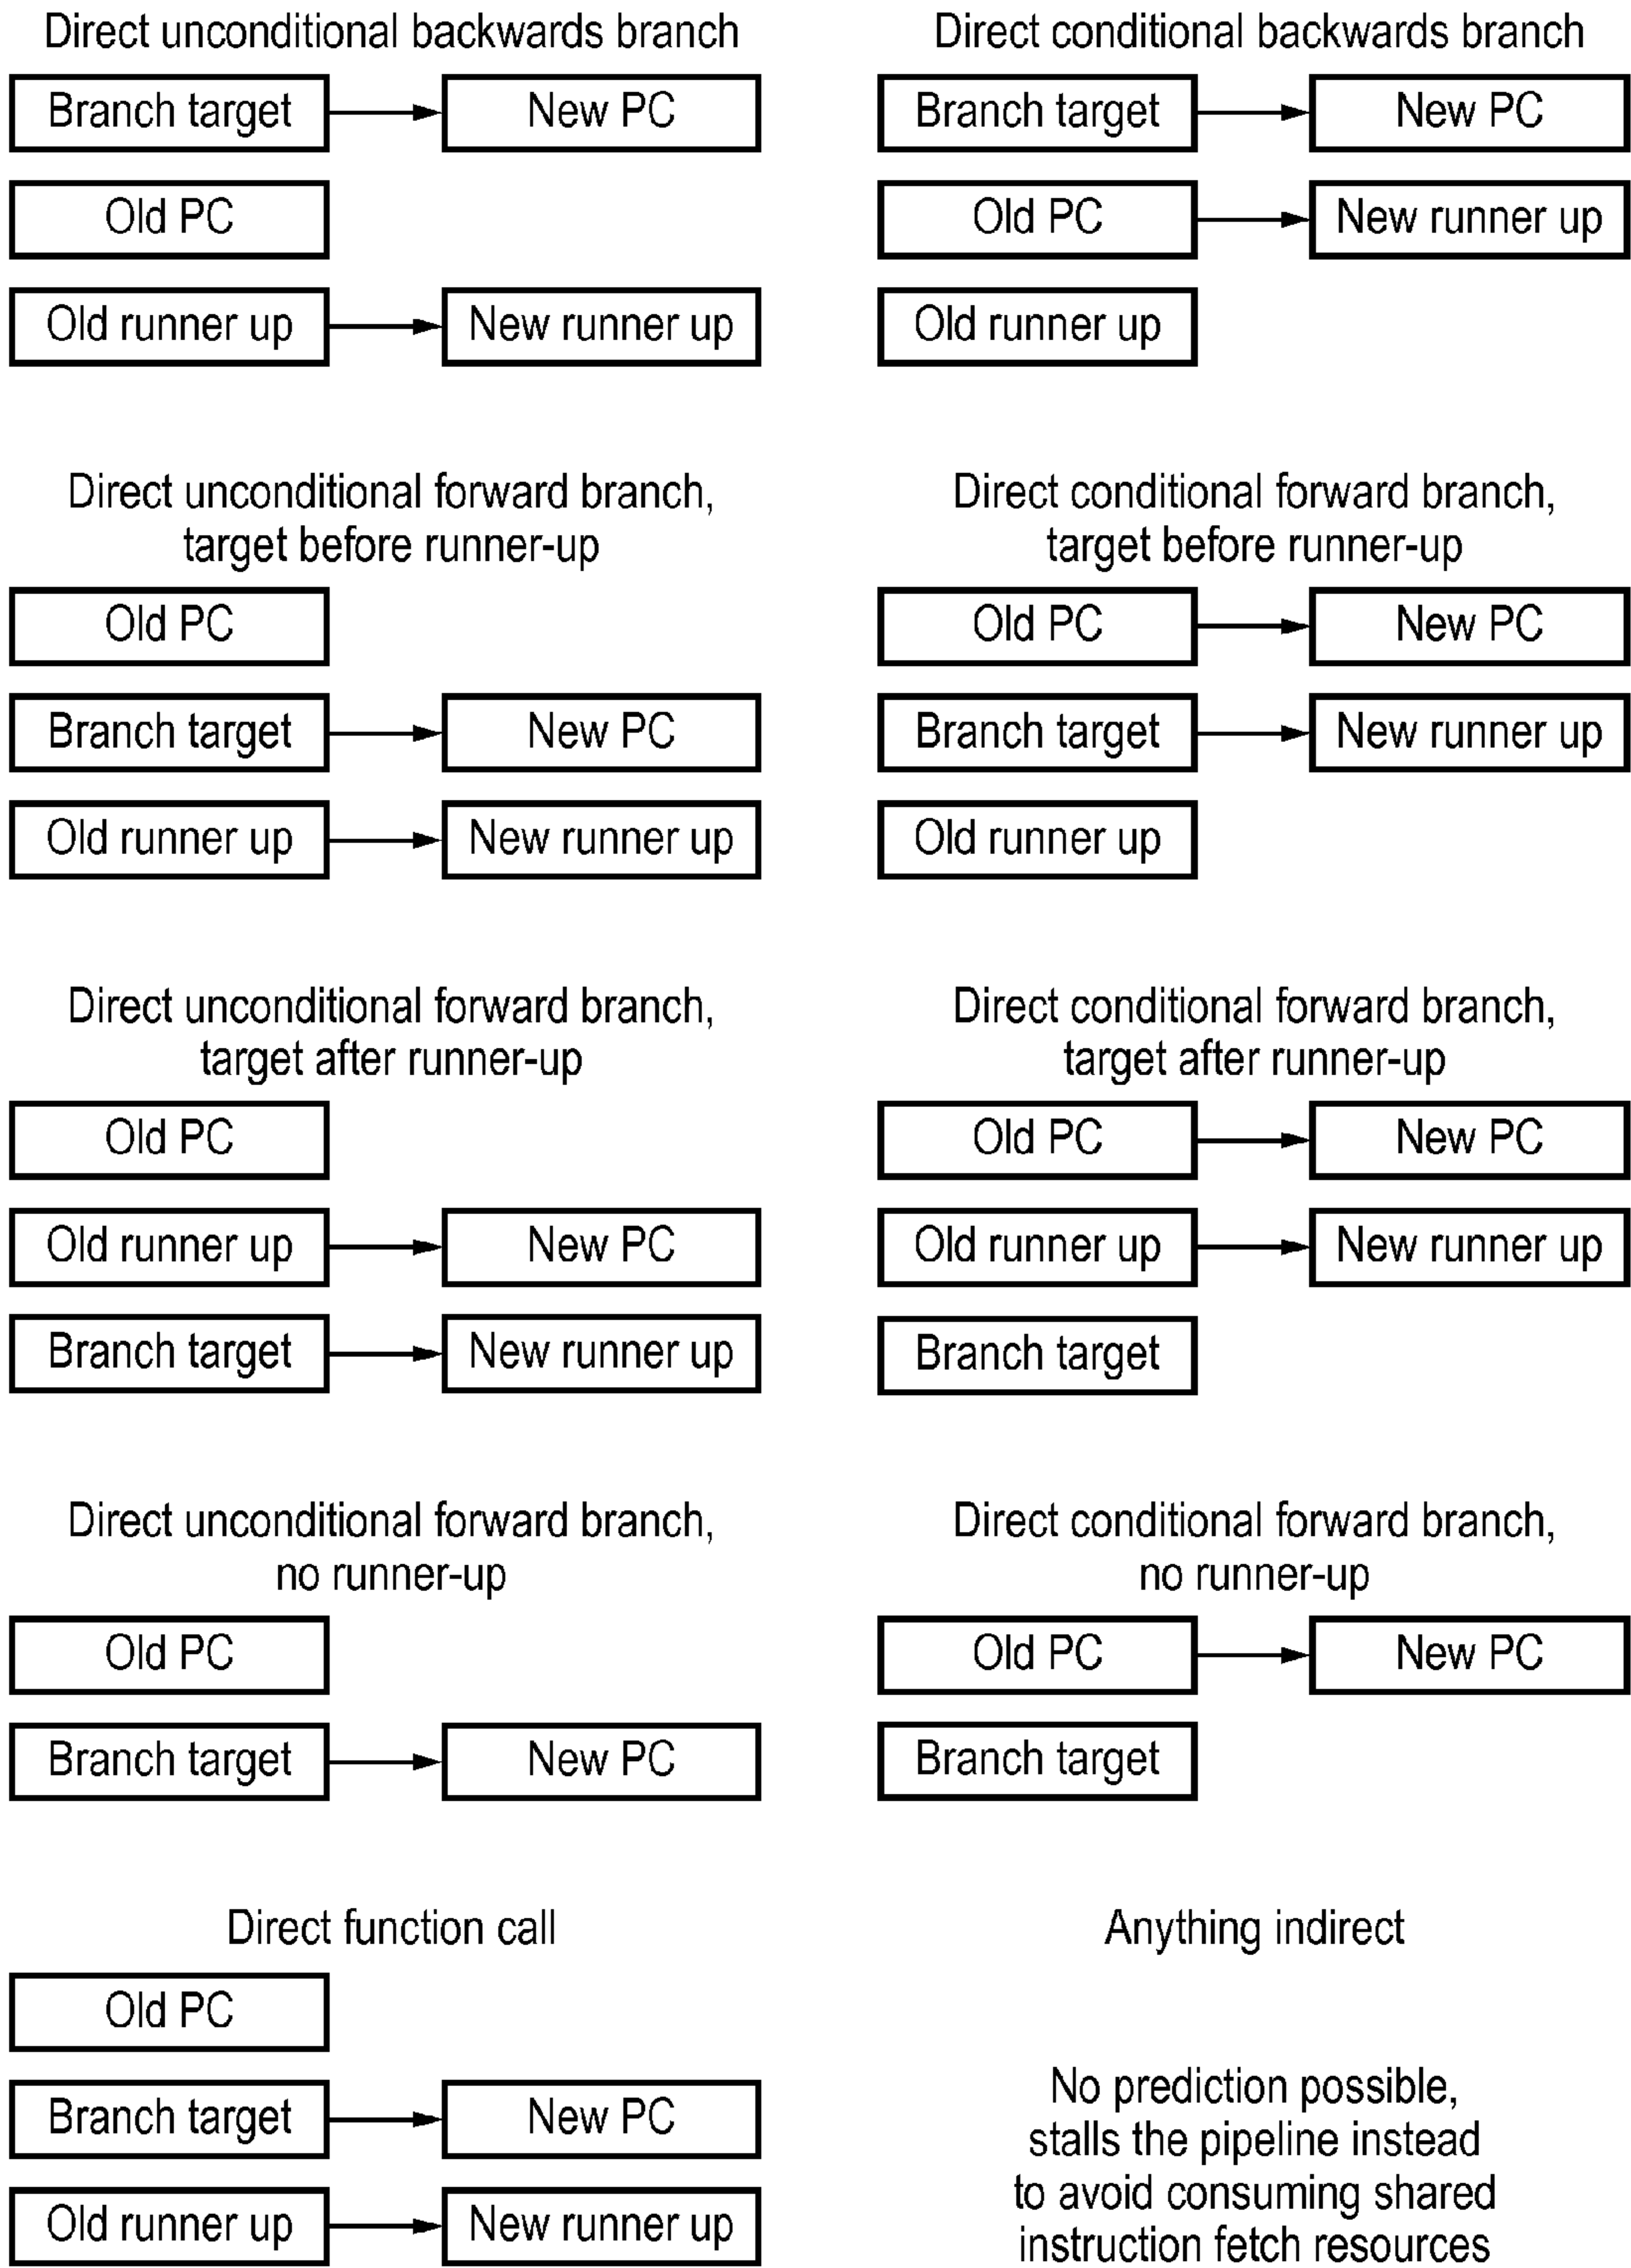 Direct unconditional backwards branch
Branch target
New PC
Old PC
Old runner up
New runner up
Direct conditional backwards branch
Branch target
New PC
Old PC
New runner up
Old runner up
Direct unconditional forward branch,
target before runner-up
Old PC
Branch target
New PC
Old runner up
New runner up
Direct conditional forward branch,
target before runner-up
Old PC
New PC
Branch target
New runner up
Old runner up
Direct unconditional forward branch,
target after runner-up
Old PC
Old runner up
New PC
Branch target
New runner up
Direct conditional forward branch,
target after runner-up
Old PC
New PC
Old runner up
New runner up
Branch target
Direct unconditional forward branch,
no runner-up
Old PC
Branch target
New PC
Direct conditional forward branch,
no runner-up
Old PC
New PC
Branch target
Direct function call
Old PC
Branch target
New PC
Old runner up
New runner up
Anything indirect
No prediction possible,
stalls the pipeline instead
to avoid consuming shared
instruction fetch resources